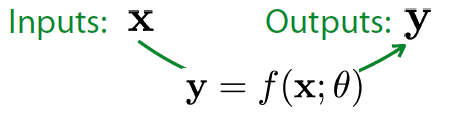 Inputs: x Outputs: y
y = f(x; θ)